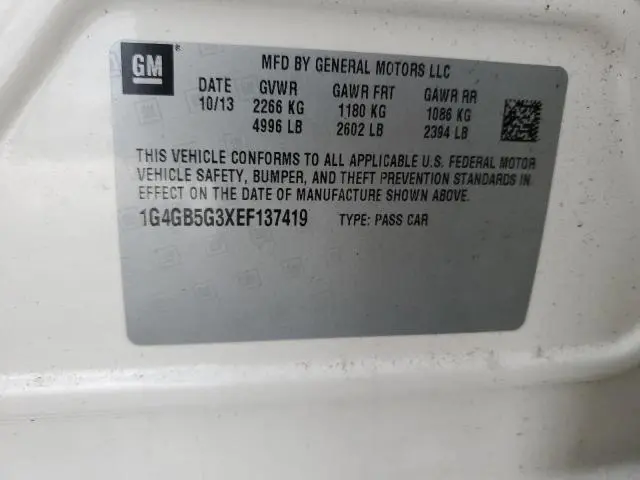 GM ® MFD BY GENERAL MOTORS LLC
DATE GVWR GAWR FRT GAWR RR
10/13 2266 KG 1180 KG 1086 KG
4996 LB 2602 LB 2394 LB
THIS VEHICLE CONFORMS TO ALL APPLICABLE U.S. FEDERAL MOTOR
VEHICLE SAFETY, BUMPER, AND THEFT PREVENTION STANDARDS IN
EFFECT ON THE DATE OF MANUFACTURE SHOWN ABOVE.
1G4GB5G3XEF137419 TYPE: PASS CAR